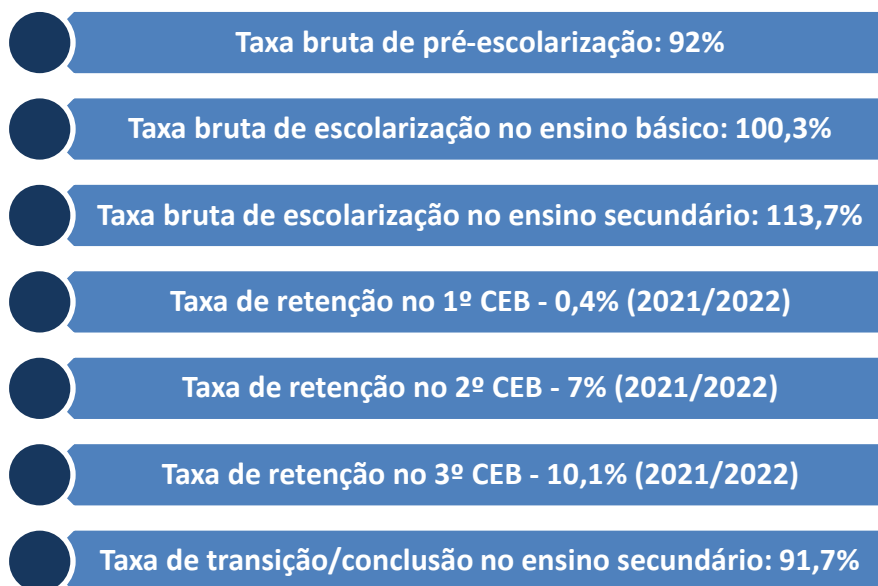 Taxa bruta de pré-escolarização: 92%
Taxa bruta de escolarização no ensino básico: 100,3%
Taxa bruta de escolarização no ensino secundário: 113,7%
Taxa de retenção no 1º CEB - 0,4% (2021/2022)
Taxa de retenção no 2º CEB - 7% (2021/2022)
Taxa de retenção no 3º CEB - 10,1% (2021/2022)
Taxa de transição/conclusão no ensino secundário: 91,7%